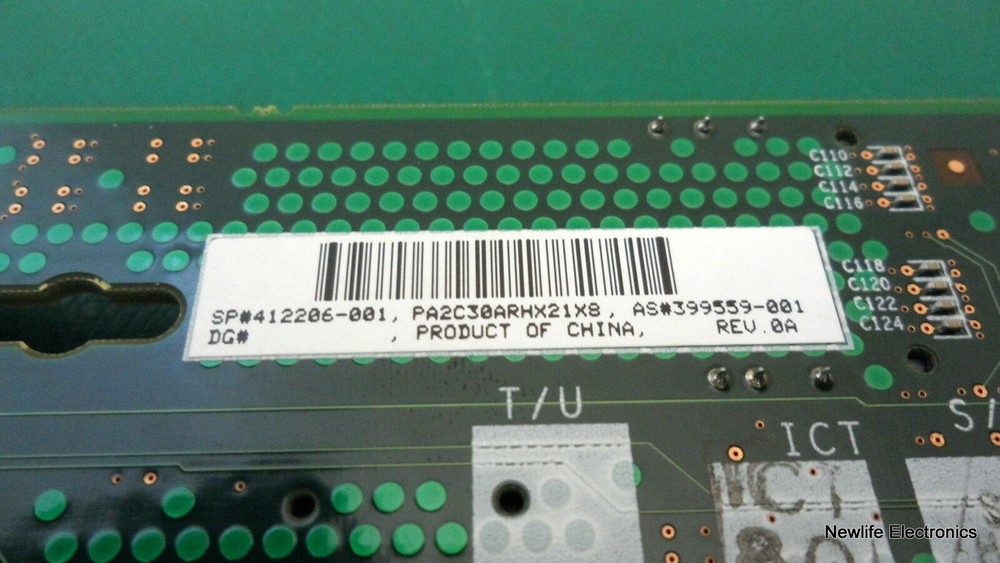 C110
C112
C114
C116
C118
C120
C122
C124
SP#412206-001, PA2C30ARHX21X8, AS#399559-001
DG# , PRODUCT OF CHINA, REV.0A
T/U
ICT
Newlife Electronics